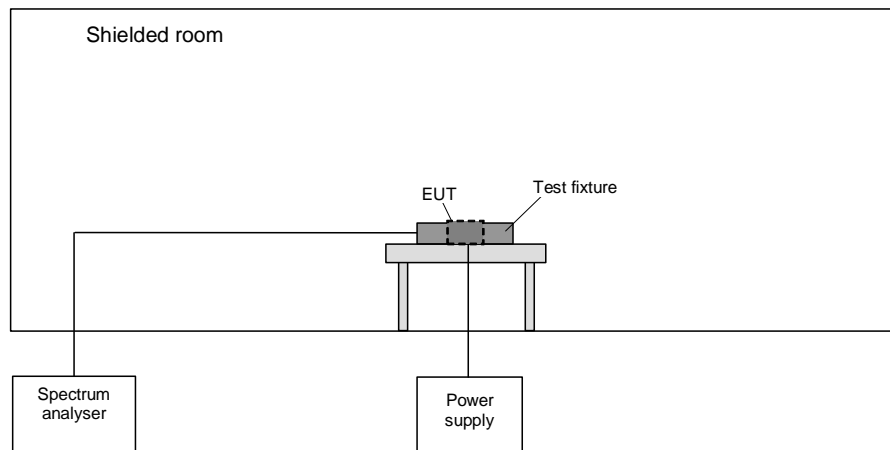 Shielded room
EUT
Test fixture
Spectrum
analyser
Power
supply